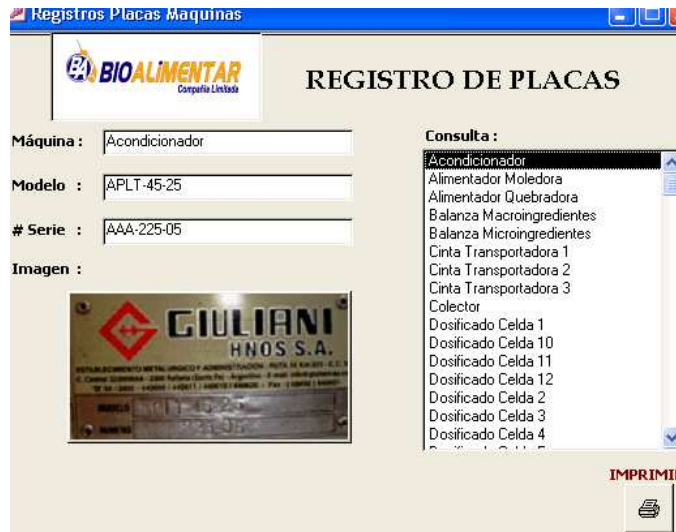 Registros Placas Maquinas
BA BIOALiMENTAR
Compañía Limitada
REGISTRO DE PLACAS
Máquina : Acondicionador
Modelo : APLT-45-25
# Serie : AAA-225-05
Imagen :
GIULIANI
HNOS S.A.
MODELO
Consulta :
Acondicionador
Alimentador Moledora
Alimentador Quebradora
Balanza Macroingredientes
Balanza Microingredientes
Cinta Transportadora 1
Cinta Transportadora 2
Cinta Transportadora 3
Colector
Dosificado Celda 1
Dosificado Celda 10
Dosificado Celda 11
Dosificado Celda 12
Dosificado Celda 2
Dosificado Celda 3
Dosificado Celda 4